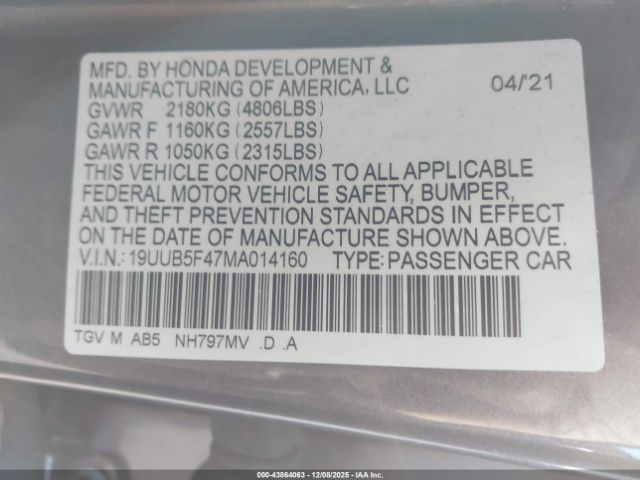 MFD. BY HONDA DEVELOPMENT &
MANUFACTURING OF AMERICA, LLC 04/'21
GVWR 2180KG (4806LBS)
GAWR F 1160KG (2557LBS)
GAWR R 1050KG (2315LBS)
THIS VEHICLE CONFORMS TO ALL APPLICABLE
FEDERAL MOTOR VEHICLE SAFETY, BUMPER,
AND THEFT PREVENTION STANDARDS IN EFFECT
ON THE DATE OF MANUFACTURE SHOWN ABOVE.
V.I.N.: 19UUB5F47MA014160 TYPE: PASSENGER CAR
TGV M AB5 NH797MV .D .A
000-43864063 | 12/08/2025 - IAAI, Inc.